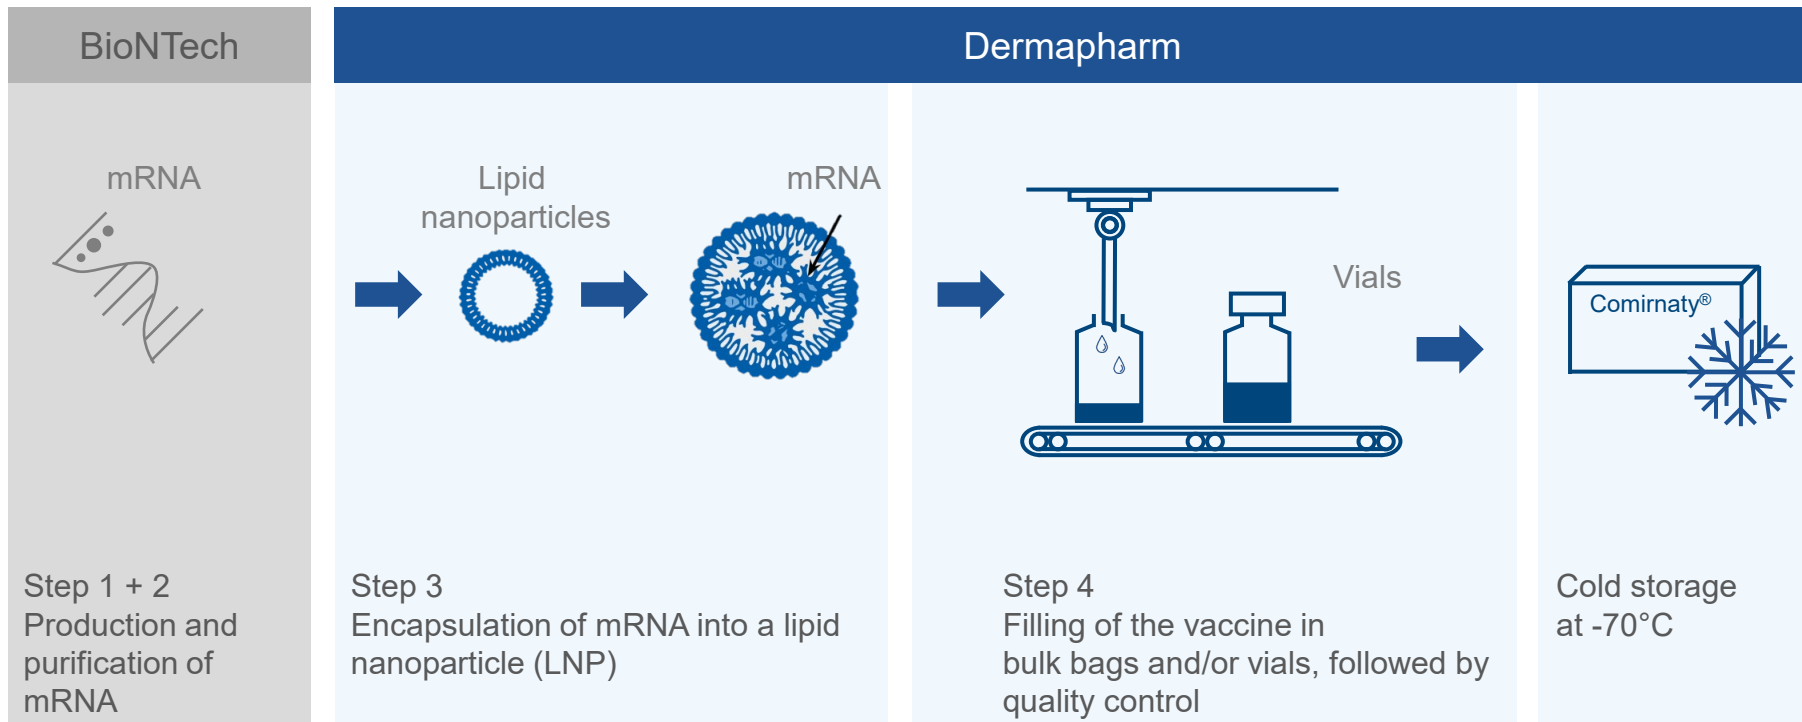 BioNTech
Dermapharm
mRNA
Lipid
nanoparticles
mRNA
Vials
Comirnaty®
Step 1 + 2
Production and
purification of
mRNA
Step 3
Encapsulation of mRNA into a lipid
nanoparticle (LNP)
Step 4
Filling of the vaccine in
bulk bags and/or vials, followed by
quality control
Cold storage
at -70°C